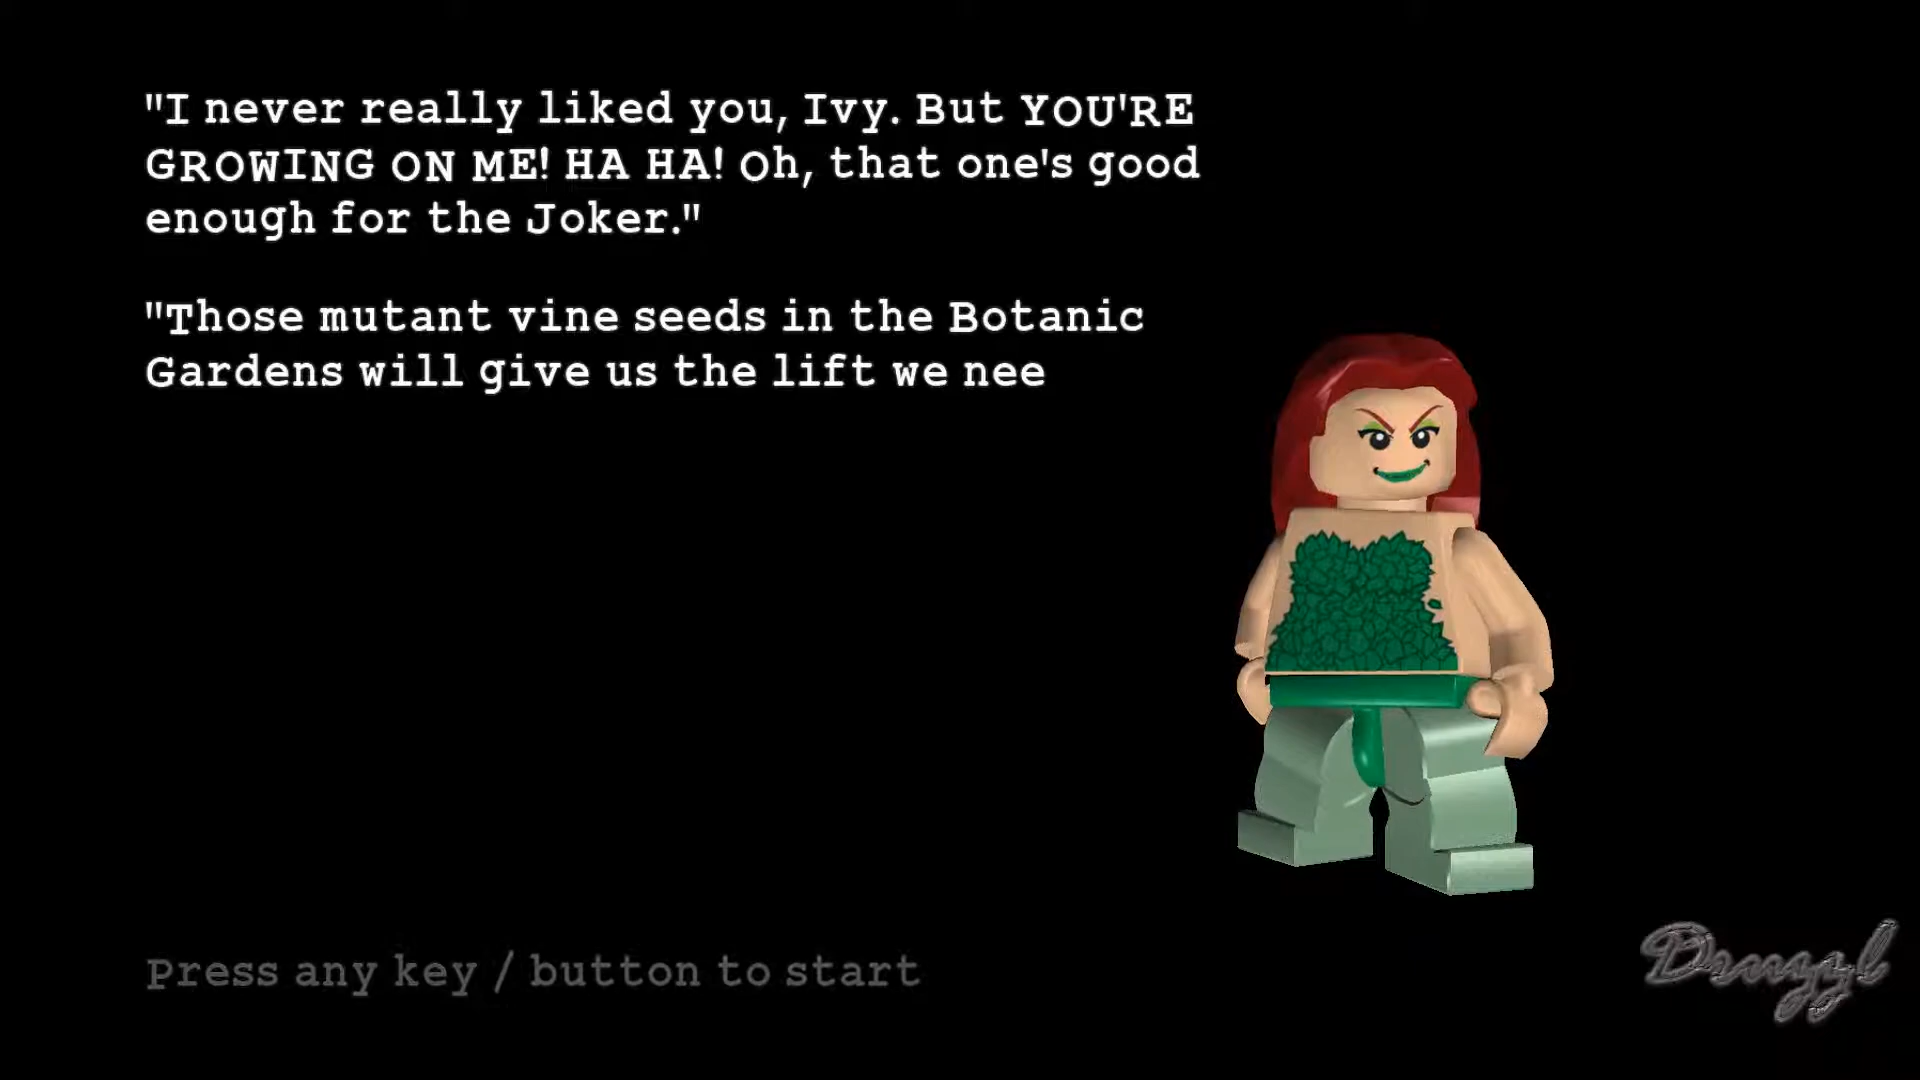 "I never really liked you, Ivy. But YOU'RE
GROWING ON ME! HA HA! Oh, that one's good
enough for the Joker."
"Those mutant vine seeds in the Botanic
Gardens will give us the lift we nee
Press any key / button to start